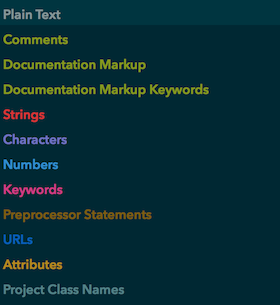 Plain Text
Comments
Documentation Markup
Documentation Markup Keywords
Strings
Characters
Numbers
Keywords
Preprocessor Statements
URLs
Attributes
Project Class Names